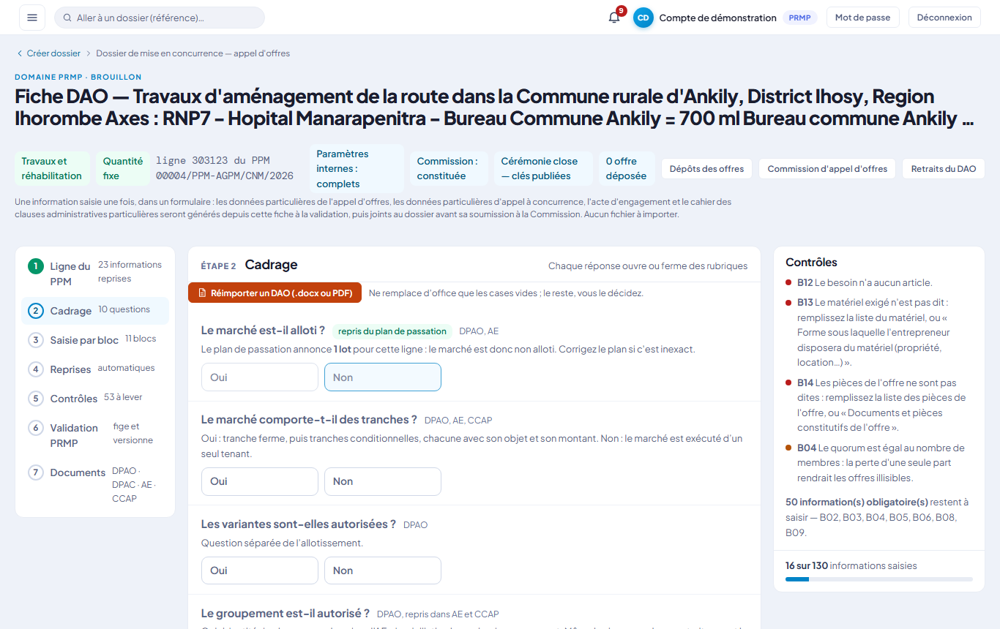 Aller à un dossier (référence)...
9
CD
Compte de démonstration
PRMP
Mot de passe
Déconnexion
Créer dossier
Dossier de mise en concurrence — appel d'offres
DOMAINE PRMP · BROUILLON
Fiche DAO — Travaux d'aménagement de la route dans la Commune rurale d'Ankily, District Ihosy, Region
Ihorombe Axes : RNP7 – Hopital Manarapenitra – Bureau Commune Ankily = 700 ml Bureau commune Ankily ...
Travaux et
réhabilitation
Quantité
fixe
ligne 303123 du PPM
00004/PPM-AGPM/CNM/2026
Paramètres
internes :
complets
Commission :
constituée
Cérémonie close
— clés publiées
0 offre
déposée
Dépôts des offres
Commission d'appel d'offres
Retraits du DAO
Une information saisie une fois, dans un formulaire : les données particulières de l'appel d'offres, les données particulières d'appel à concurrence, l'acte d'engagement et le cahier des
clauses administratives particulières seront générés depuis cette fiche à la validation, puis joints au dossier avant sa soumission à la Commission. Aucun fichier à importer.
1
Ligne du
PPM
23 informations
reprises
2
Cadrage
10 questions
3
Saisie par bloc
11 blocs
4
Reprises
automatiques
5
Contrôles
53 à lever
6
Validation
PRMP
fige et
versionne
7
Documents
DPAO ·
DPAC · AE ·
CCAP
ÉTAPE 2
Cadrage
Chaque réponse ouvre ou ferme des rubriques
Réimporter un DAO (.docx ou PDF)
Ne remplace d'office que les cases vides ; le reste, vous le décidez.
Le marché est-il alloti ?
repris du plan de passation
DPAO, AE
Le plan de passation annonce 1 lot pour cette ligne : le marché est donc non alloti. Corrigez le plan si c'est inexact.
Oui
Non
Le marché comporte-t-il des tranches ?
DPAO, AE, CCAP
Oui : tranche ferme, puis tranches conditionnelles, chacune avec son objet et son montant. Non : le marché est exécuté d'un
seul tenant.
Oui
Non
Les variantes sont-elles autorisées ?
DPAO
Question séparée de l'allotissement.
Oui
Non
Le groupement est-il autorisé ?
DPAO, repris dans AE et CCAP
Contrôles
B12 Le besoin n'a aucun article.
B13 Le matériel exigé n'est pas dit :
remplissez la liste du matériel, ou «
Forme sous laquelle l'entrepreneur
disposera du matériel (propriété,
location…) ».
B14 Les pièces de l'offre ne sont pas
dites : remplissez la liste des pièces de
l'offre, ou « Documents et pièces
constitutifs de l'offre ».
B04 Le quorum est égal au nombre de
membres : la perte d'une seule part
rendrait les offres illisibles.
50 information(s) obligatoire(s) restent à
saisir — B02, B03, B04, B05, B06, B08,
B09.
16 sur 130 informations saisies